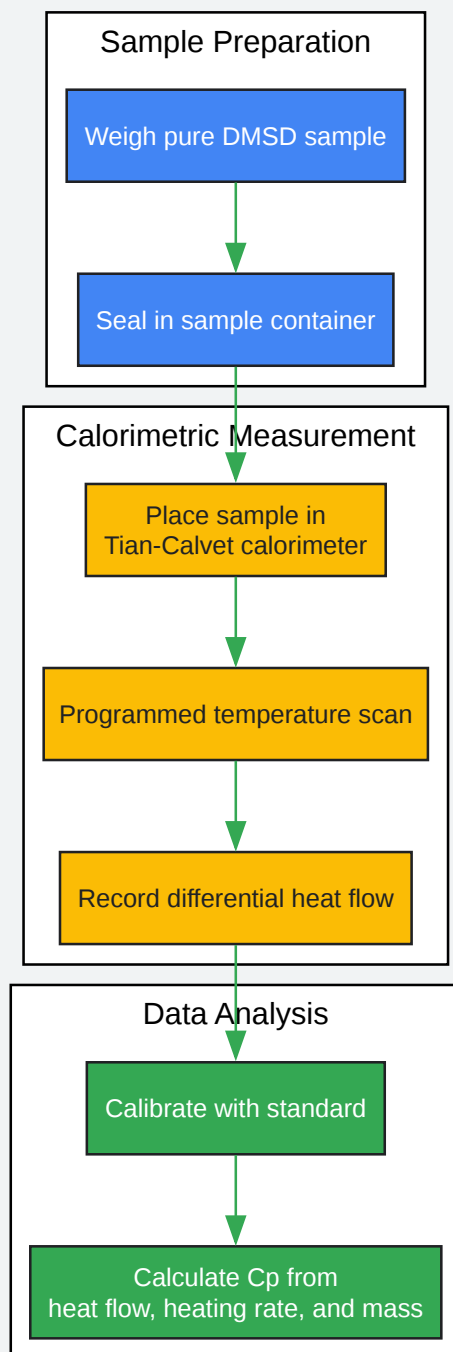 Sample Preparation
Weigh pure DMSD sample
Seal in sample container
Calorimetric Measurement
Place sample in
Tian-Calvet calorimeter
Programmed temperature scan
Record differential heat flow
Data Analysis
Calibrate with standard
Calculate Cp from
heat flow, heating rate, and mass